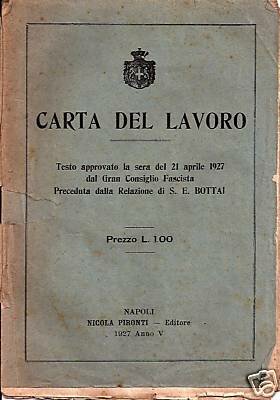 CARTA DEL LAVORO
Testo approvato la sera del 21 aprile 1927
dal Gran Consiglio Fascista
Preceduta dalla Relazione di S. E. BOTTAI
Prezzo L. 1.00
NAPOLI
NICOLA PIRONTI — Editore
1927 Anno V